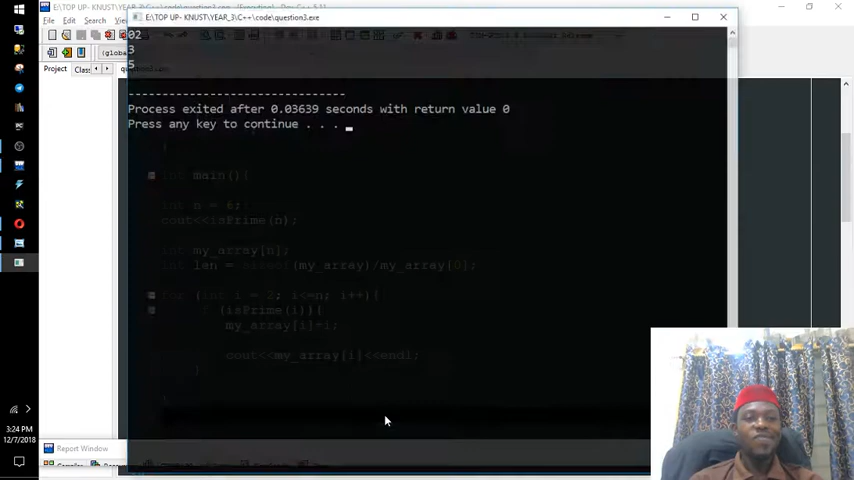 E:\TOP UP- KNUST\YEAR_3\C++\code\question3.exe
File Edit Search
(globa
Project Class
02
3
5
--------------------------------
Process exited after 0.03639 seconds with return value 0
Press any key to continue . . .
int main(){
int n = 6;
cout<<isPrime(n);
int my_array[n];
int len = sizeof(my_array)/my_array[0];
for (int i = 2; i<=n; i++){
if (isPrime(i)){
my_array[i]=i;
cout<<my_array[i]<<endl;
}
3:24 PM
12/7/2018
Report Window
Compiler